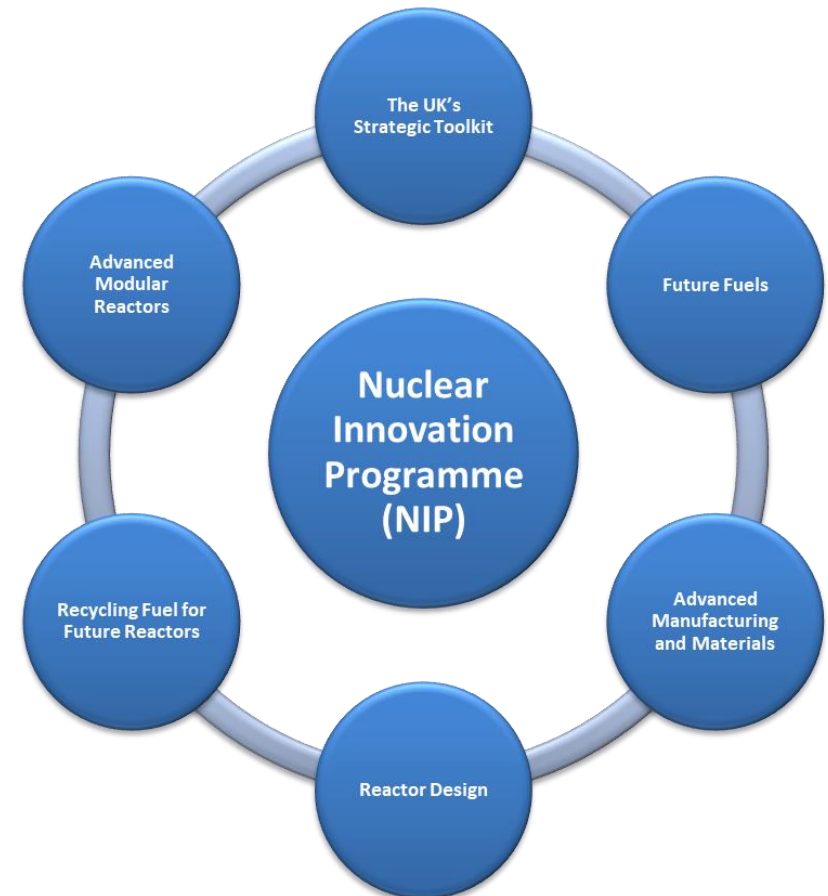 The UK's
Strategic Toolkit
Advanced
Modular
Reactors
Future Fuels
Nuclear
Innovation
Programme
(NIP)
Recycling Fuel for
Future Reactors
Advanced
Manufacturing
and Materials
Reactor Design